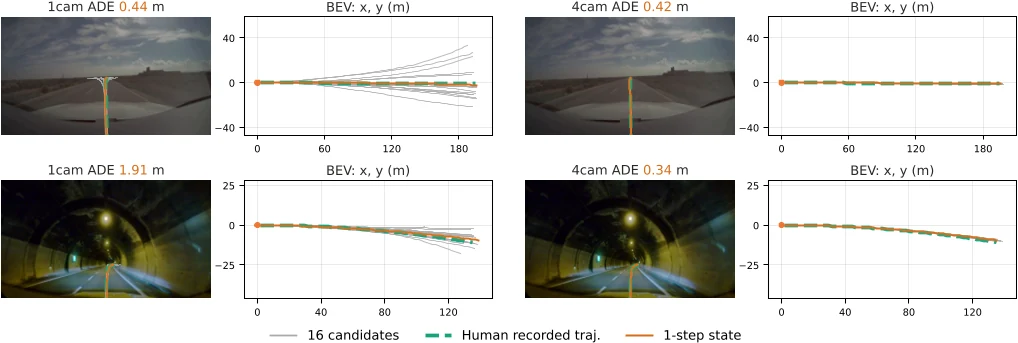 1cam ADE 0.44 m
BEV: x, y (m)
4cam ADE 0.42 m
BEV: x, y (m)
40
0
−40
0
60
120
180
40
0
−40
0
60
120
180
1cam ADE 1.91 m
BEV: x, y (m)
4cam ADE 0.34 m
BEV: x, y (m)
25
0
−25
0
40
80
120
25
0
−25
0
40
80
120
16 candidates
Human recorded traj.
1-step state